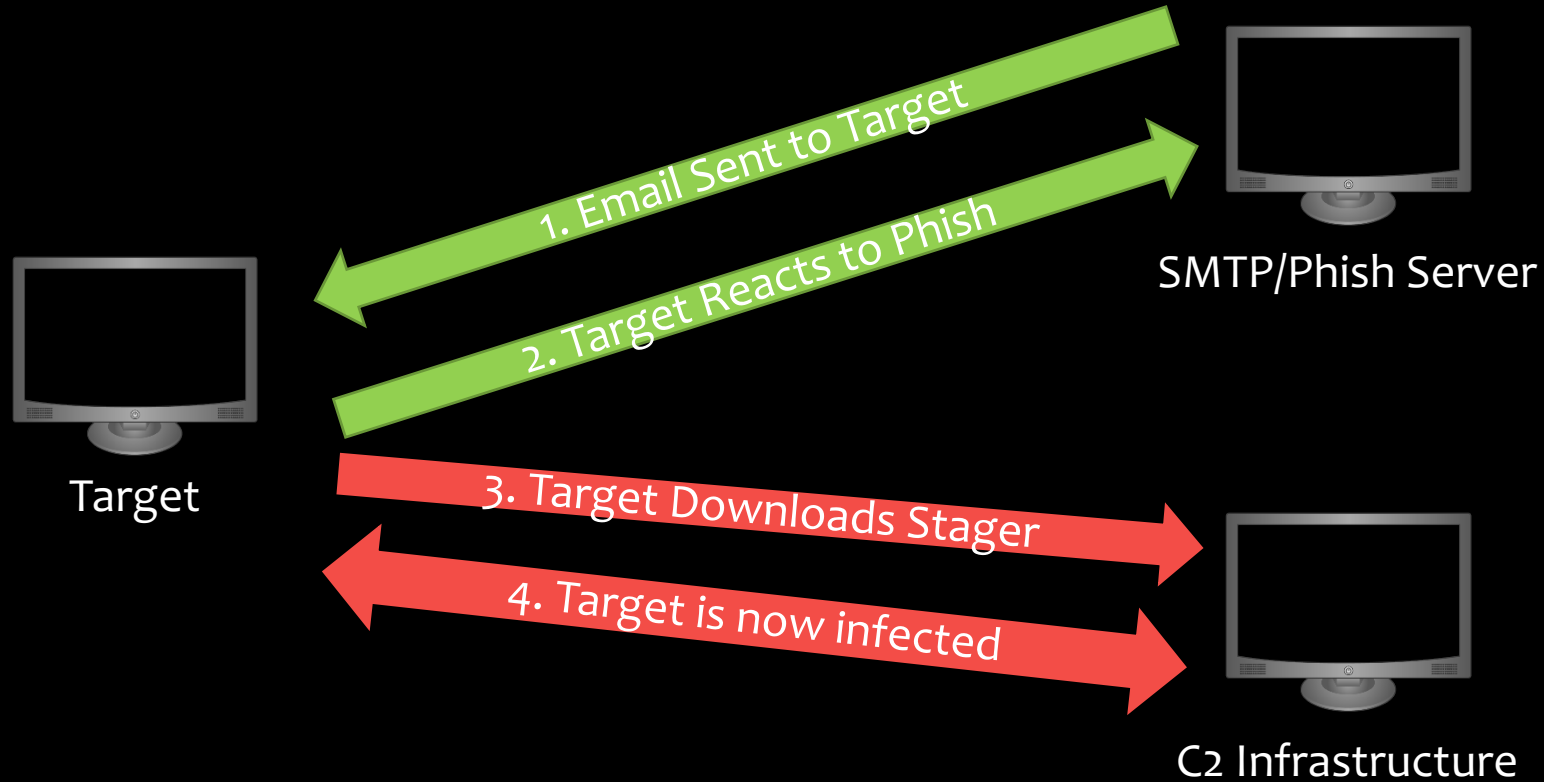 1. Email Sent to Target
2. Target Reacts to Phish
SMTP/Phish Server
Target
3. Target Downloads Stager
4. Target is now infected
C2 Infrastructure